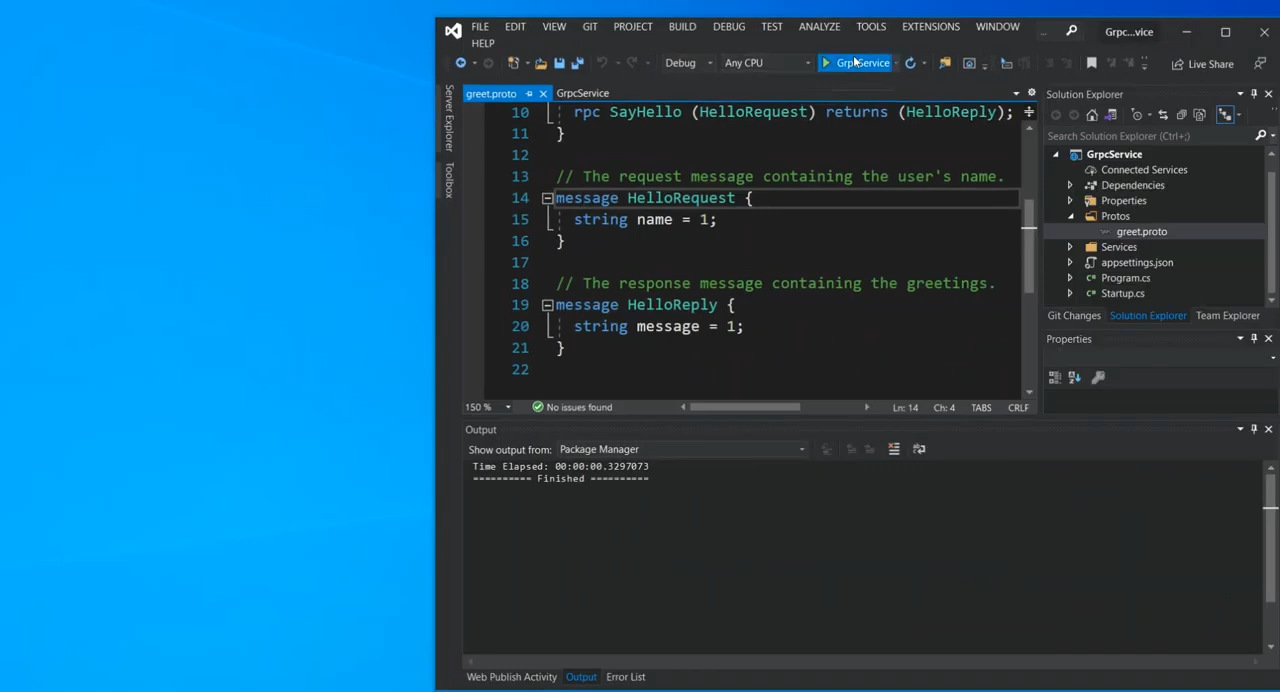 FILE EDIT VIEW GIT PROJECT BUILD DEBUG TEST ANALYZE TOOLS EXTENSIONS WINDOW ... Grpc...vice
HELP
Debug Any CPU GrpcService Live Share
Server Explorer
Toolbox
greet.proto GrpcService
10 rpc SayHello (HelloRequest) returns (HelloReply);
11 }
12
13 // The request message containing the user's name.
14 message HelloRequest {
15 string name = 1;
16 }
17
18 // The response message containing the greetings.
19 message HelloReply {
20 string message = 1;
21 }
22
150 % No issues found Ln: 14 Ch: 4 TABS CRLF
Solution Explorer
Search Solution Explorer (Ctrl+;)
GrpcService
Connected Services
Dependencies
Properties
Protos
greet.proto
Services
appsettings.json
C# Program.cs
C# Startup.cs
Git Changes Solution Explorer Team Explorer
Properties
Output
Show output from: Package Manager
Time Elapsed: 00:00:00.3297073
========== Finished ==========
Web Publish Activity Output Error List